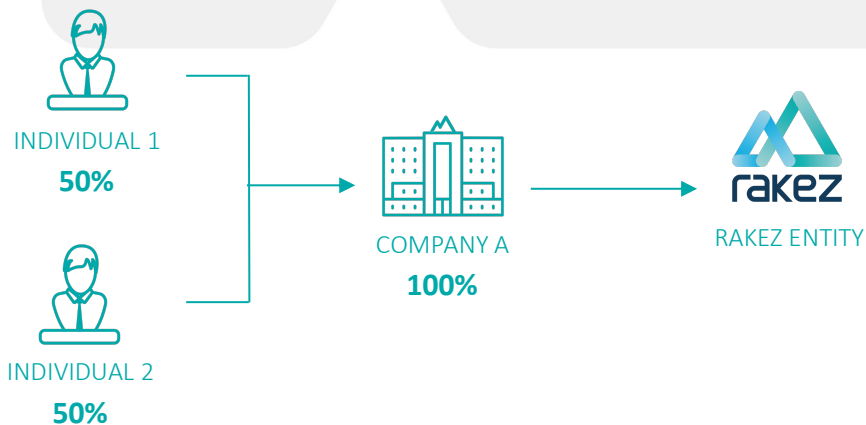 INDIVIDUAL 1
50%
INDIVIDUAL 2
50%
COMPANY A
100%
rakez
RAKEZ ENTITY